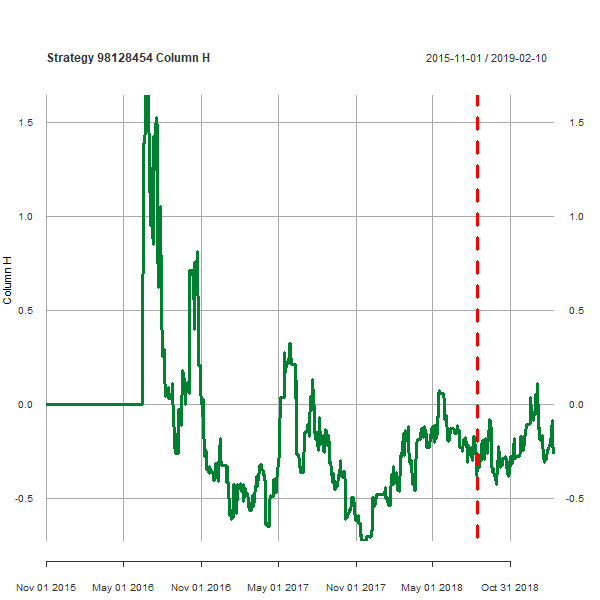 Strategy 98128454 Column H
2015-11-01 / 2019-02-10
1.5
1.5
1.0
1.0
0.5
0.5
0.0
0.0
-0.5
-0.5
Column H
Nov 01 2015
May 01 2016
Nov 01 2016
May 01 2017
Nov 01 2017
May 01 2018
Oct 31 2018